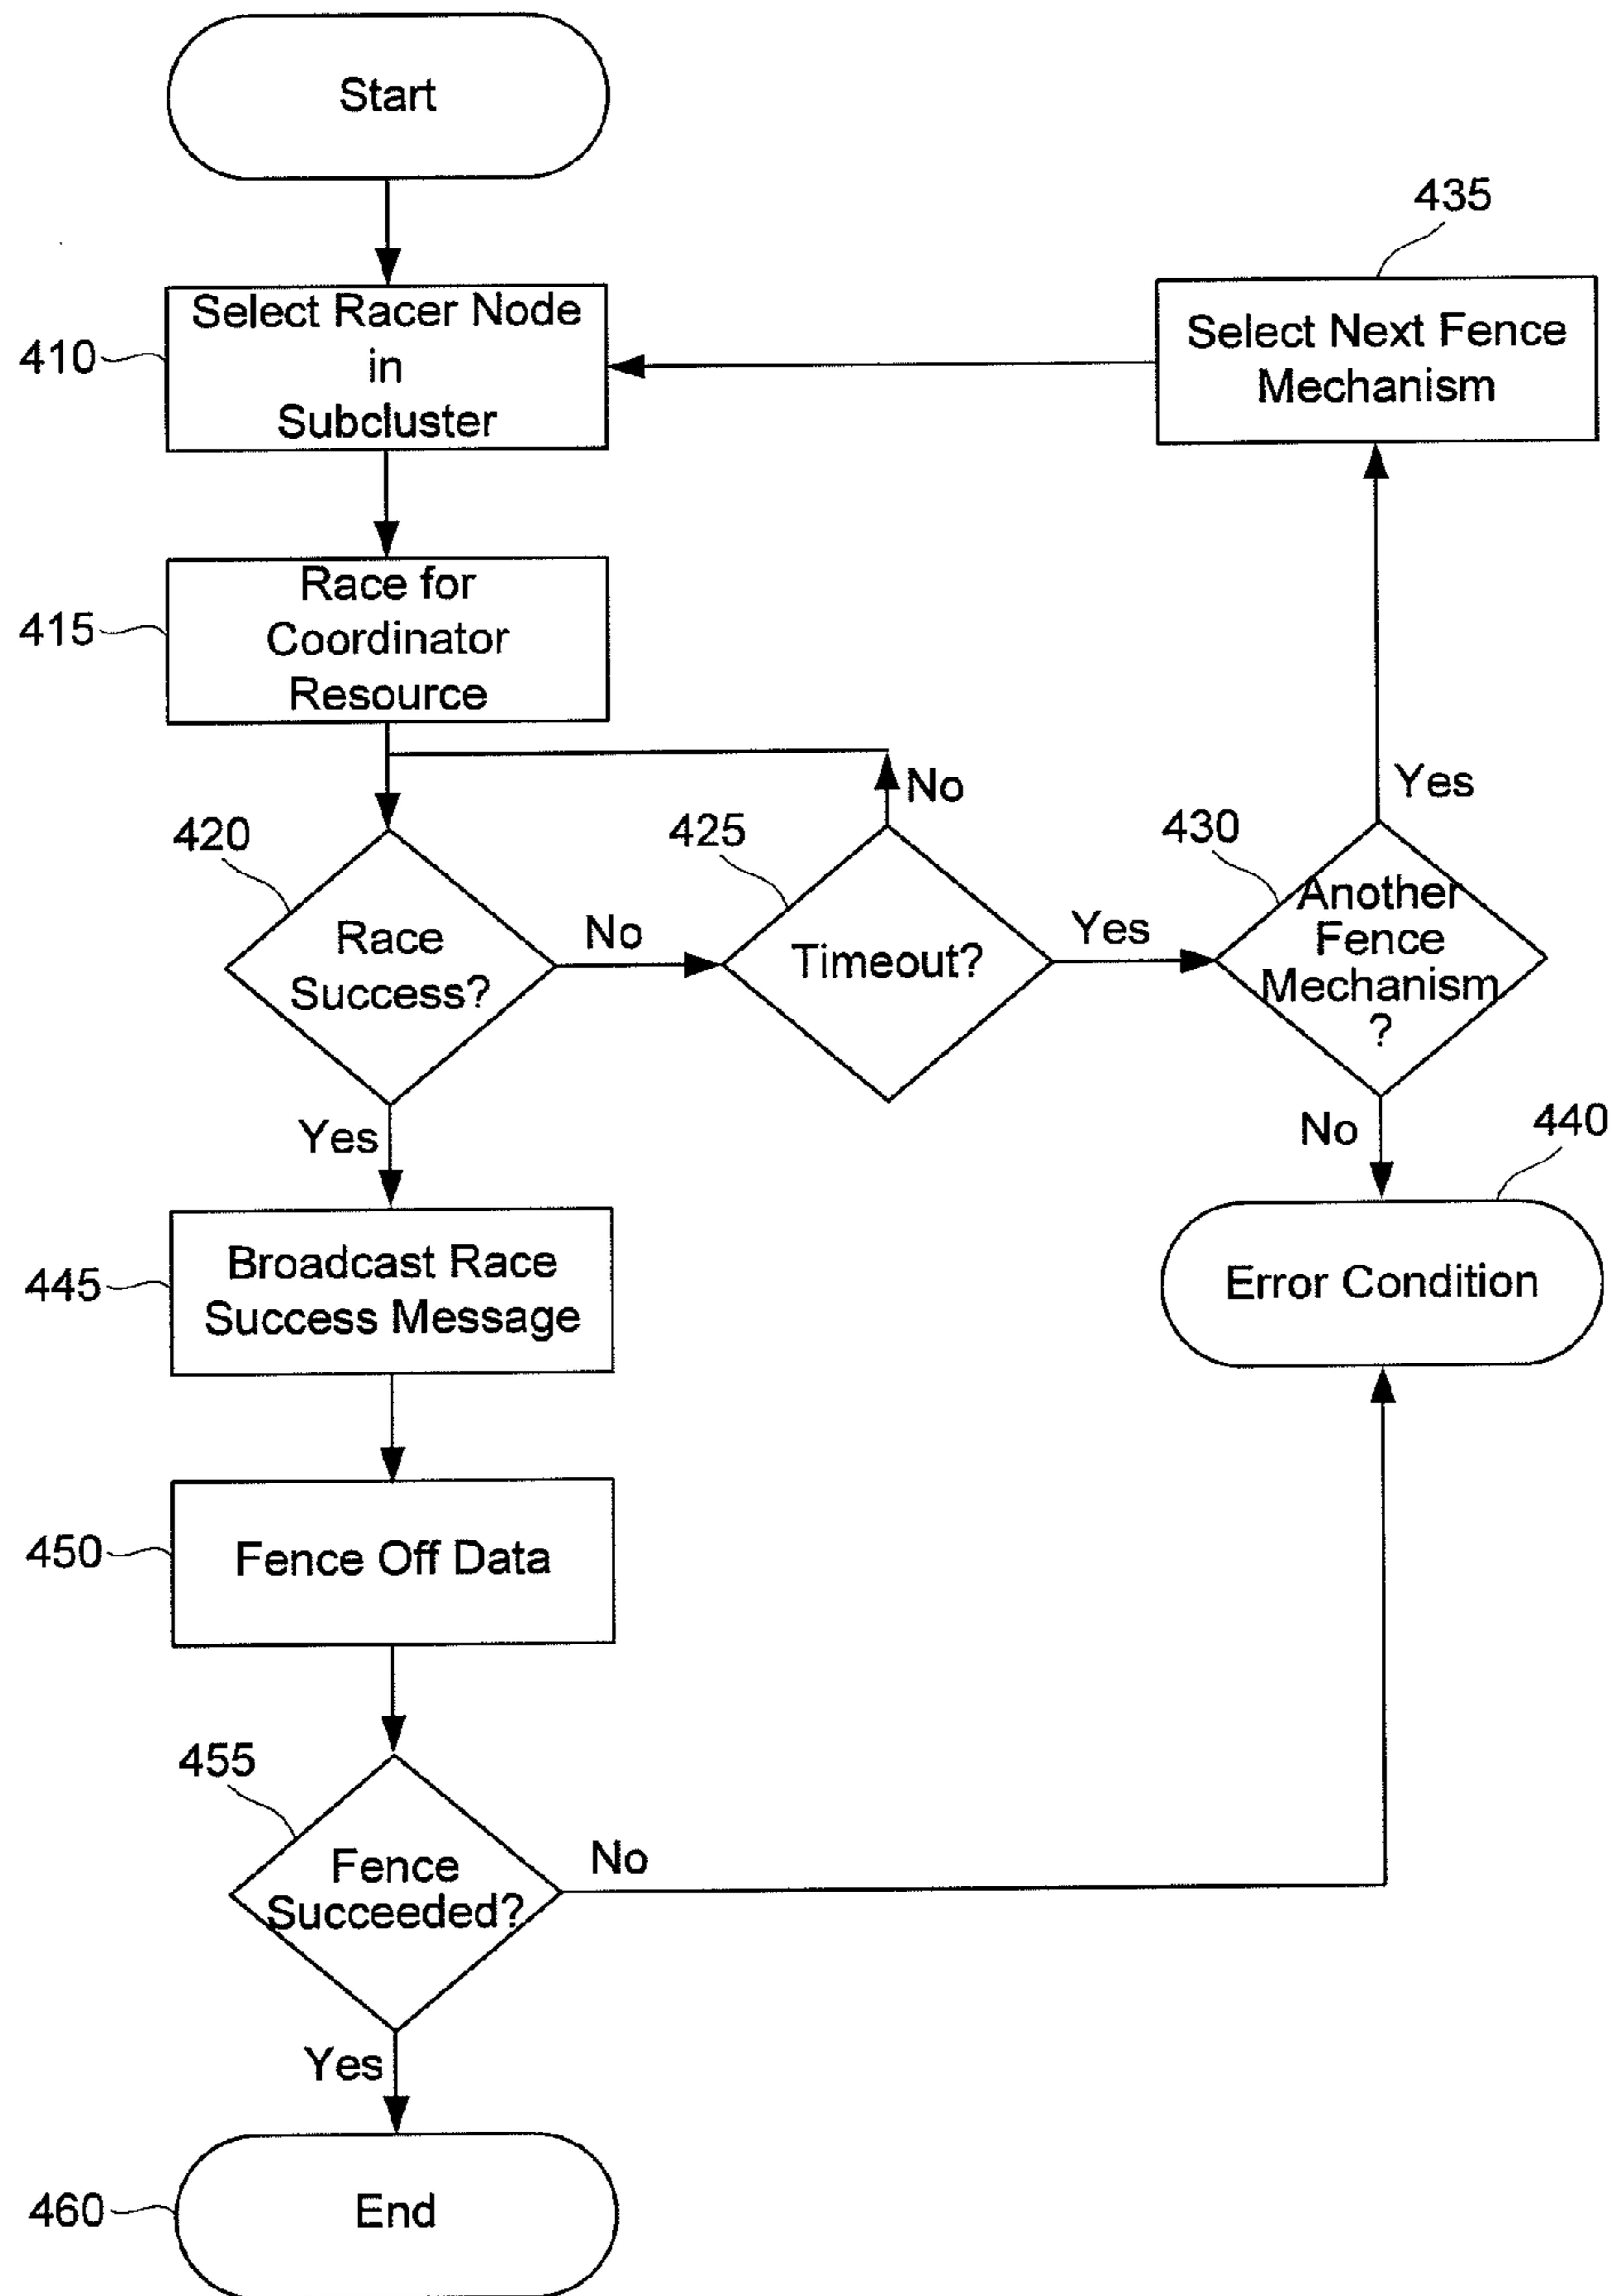 Start
435
Select Racer Node
in
Subcluster
410
Select Next Fence
Mechanism
Race for
Coordinator
Resource
415
No
Yes
420
425
430
Race
Success?
No
Timeout?
Yes
Another
Fence
Mechanism
?
Yes
No
440
Broadcast Race
Success Message
445
Error Condition
Fence Off Data
450
455
Fence
Succeeded?
No
Yes
End
460